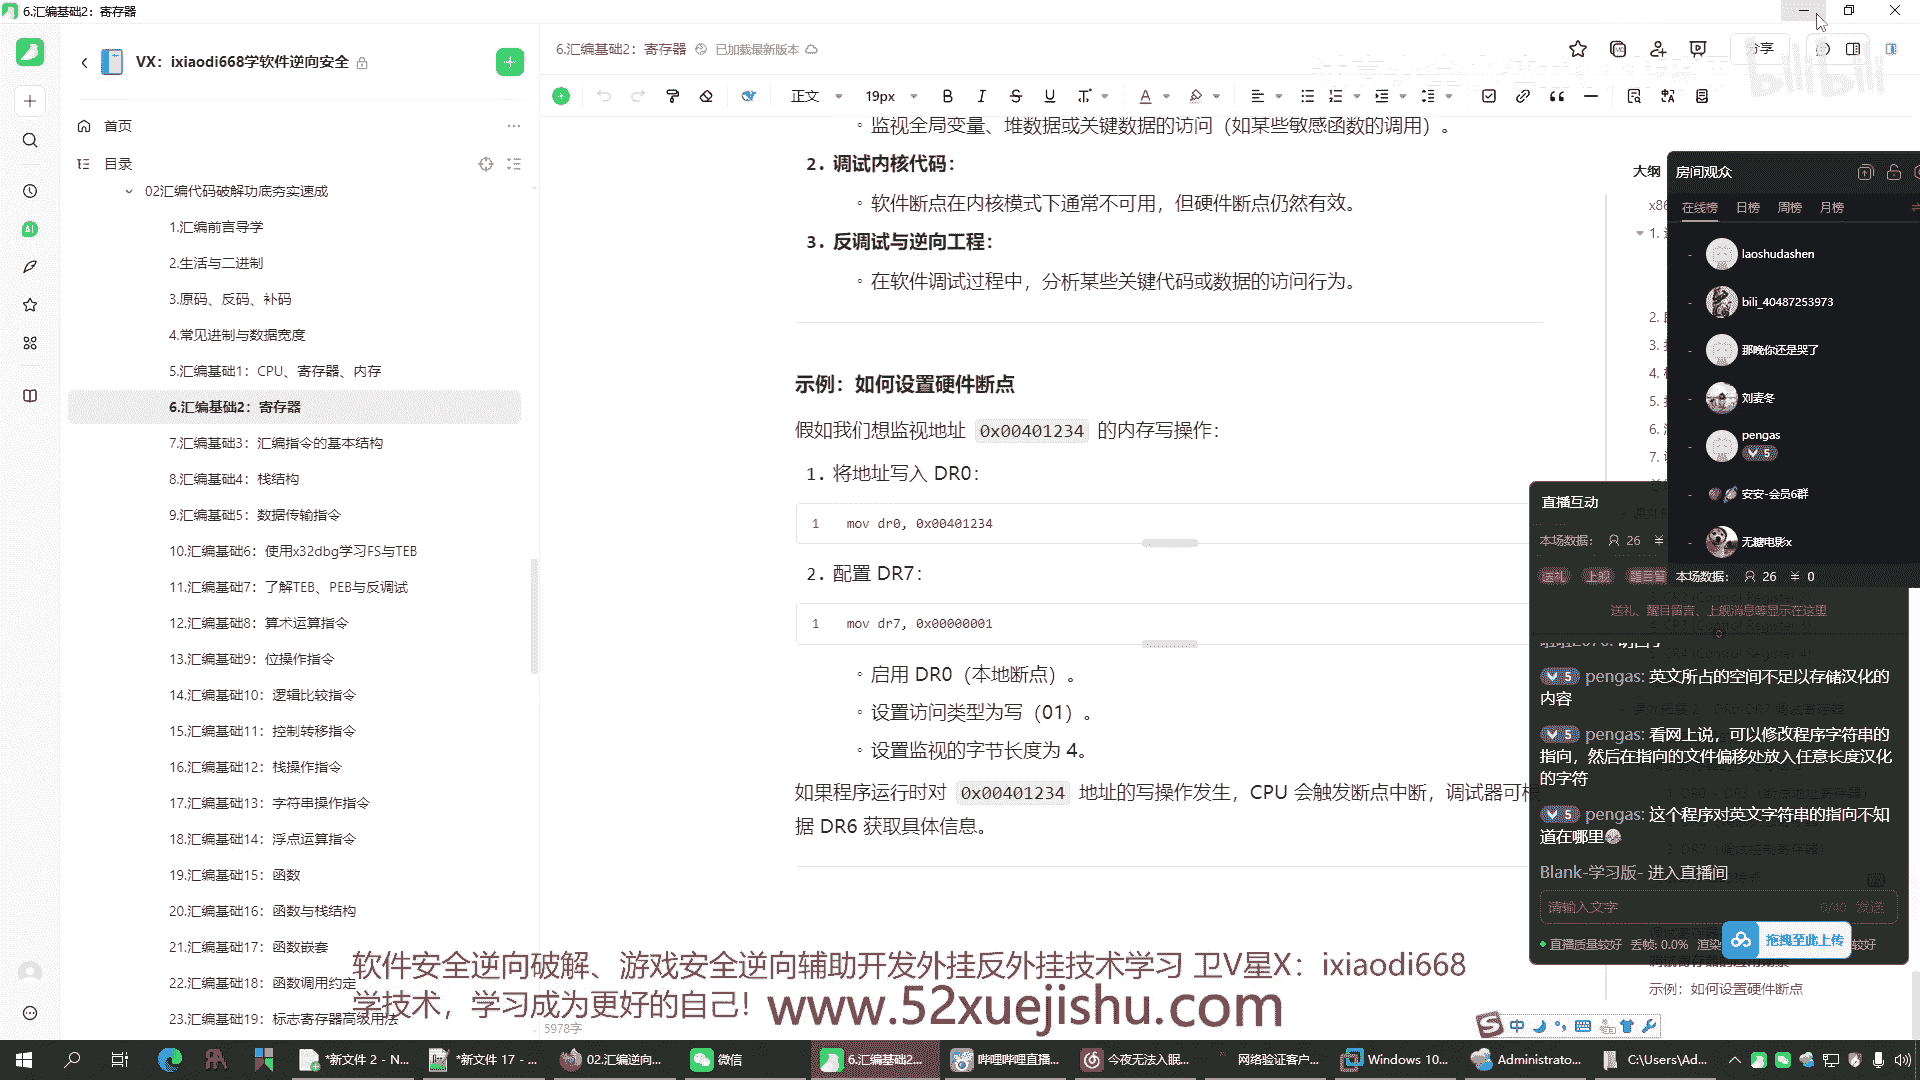 6.汇编基础2：寄存器
VX：ixiaodi668学软件逆向安全
首页
目录
02汇编代码破解功底夯实速成
1.汇编前言导学
2.生活与二进制
3.原码、反码、补码
4.常见进制与数据宽度
5.汇编基础1：CPU、寄存器、内存
6.汇编基础2：寄存器
7.汇编基础3：汇编指令的基本结构
8.汇编基础4：栈结构
9.汇编基础5：数据传输指令
10.汇编基础6：使用x32dbg学习FS与TEB
11.汇编基础7：了解TEB、PEB与反调试
12.汇编基础8：算术运算指令
13.汇编基础9：位操作指令
14.汇编基础10：逻辑比较指令
15.汇编基础11：控制转移指令
16.汇编基础12：栈操作指令
17.汇编基础13：字符串操作指令
18.汇编基础14：浮点运算指令
19.汇编基础15：函数
20.汇编基础16：函数与栈结构
21.汇编基础17：函数嵌套
22.汇编基础18：函数调用约定
23.汇编基础19：标志寄存器高级用法
6.汇编基础2：寄存器 已加载最新版本
分享
bilibili
正文 19px
◦ 监视全局变量、堆数据或关键数据的访问（如某些敏感函数的调用）。
2. 调试内核代码：
◦ 软件断点在内核模式下通常不可用，但硬件断点仍然有效。
3. 反调试与逆向工程：
◦ 在软件调试过程中，分析某些关键代码或数据的访问行为。
示例：如何设置硬件断点
假如我们想监视地址 0x00401234 的内存写操作：
1. 将地址写入 DR0：
1 mov dr0, 0x00401234
2. 配置 DR7：
1 mov dr7, 0x00000001
◦ 启用 DR0（本地断点）。
◦ 设置访问类型为写（01）。
◦ 设置监视的字节长度为 4。
如果程序运行时对 0x00401234 地址的写操作发生，CPU 会触发断点中断，调试器可根
据 DR6 获取具体信息。
5978字
大纲
x86
1.
2.
3.
4.
5.
6.
7.
示例：如何设置硬件断点
房间观众
在线榜 日榜 周榜 月榜
- laoshudashen
- bili_40487253973
- 那晚你还是哭了
- 刘麦冬
- pengas
5
- 安安-会员6群
- 无糖电影x
本场数据： 26 ¥ 0
直播互动
本场数据： 26 ¥
送礼 上舰
送礼、醒目留言、上舰消息等显示在这里
5 pengas: 英文所占的空间不足以存储汉化的
内容
5 pengas: 看网上说，可以修改程序字符串的
指向，然后在指向的文件偏移处放入任意长度汉化
的字符
5 pengas: 这个程序对英文字符串的指向不知
道在哪里
Blank-学习版- 进入直播间
请输入文字 0/40 发送
直播质量较好 丢帧: 0.0% 渲染
拖拽至此上传
较好
软件安全逆向破解、游戏安全逆向辅助开发外挂反外挂技术学习 卫V星X：ixiaodi668
学技术，学习成为更好的自己！www.52xuejishu.com
中
*新文件 2 - N...
*新文件 17 - ...
02.汇编逆向...
微信
6.汇编基础2...
哔哩哔哩直播...
今夜无法入眠...
网络验证客户...
Windows 10...
Administrato...
C:\Users\Ad...